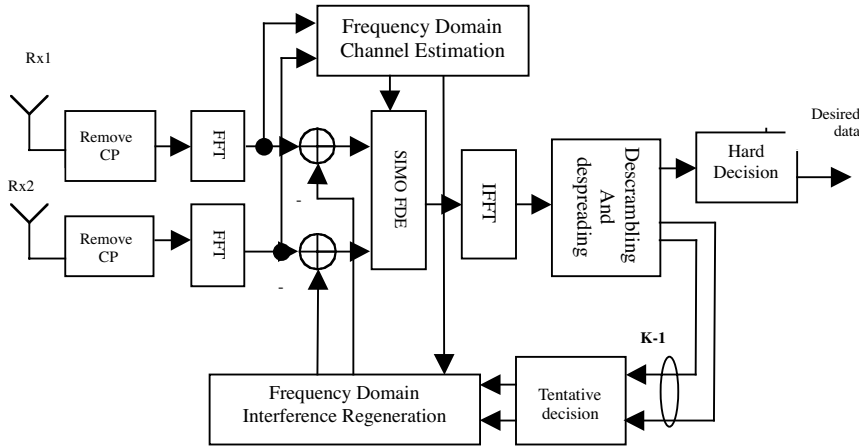 Frequency Domain
Channel Estimation
Rx1
Remove
CP
FFT
SIMO FDE
IFFT
Descrambling
And
despreading
Hard
Decision
Desired
data
Rx2
Remove
CP
FFT
-
-
K-1
Frequency Domain
Interference Regeneration
Tentative
decision